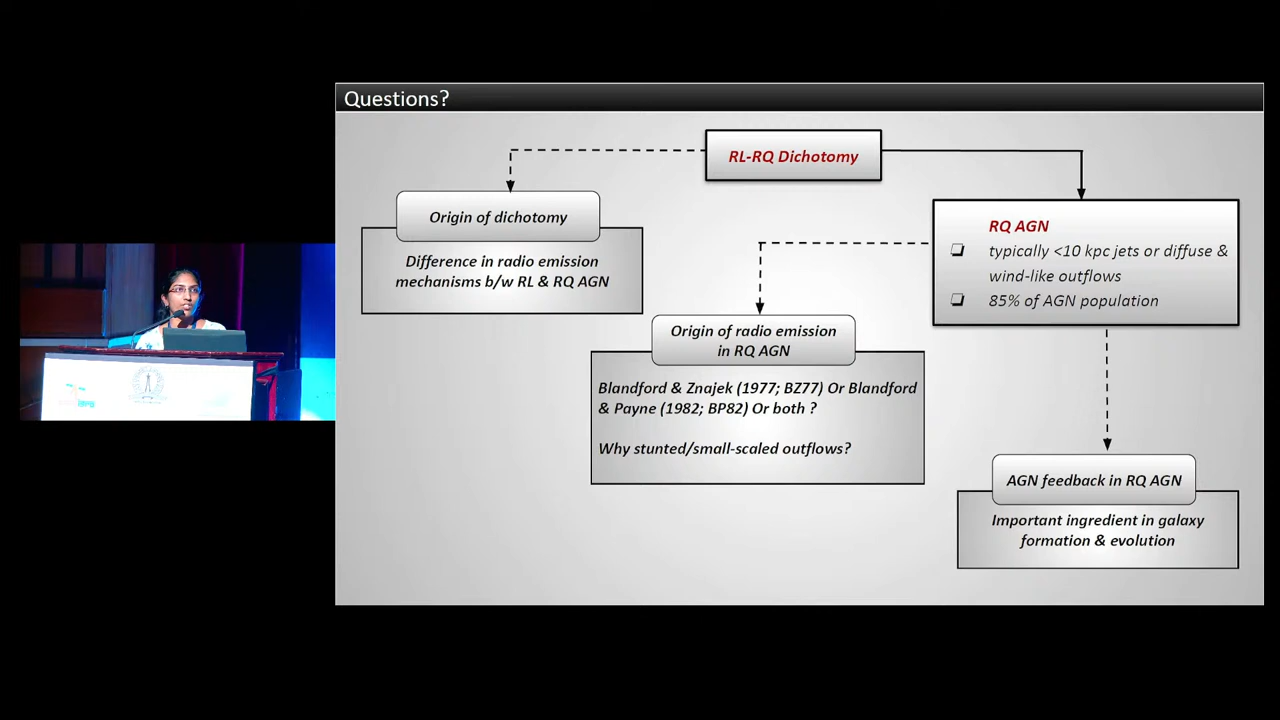 Questions?
RL-RQ Dichotomy
Origin of dichotomy
Difference in radio emission
mechanisms b/w RL & RQ AGN
RQ AGN
typically <10 kpc jets or diffuse &
wind-like outflows
85% of AGN population
Origin of radio emission
in RQ AGN
Blandford & Znajek (1977; BZ77) Or Blandford
& Payne (1982; BP82) Or both ?
Why stunted/small-scaled outflows?
AGN feedback in RQ AGN
Important ingredient in galaxy
formation & evolution